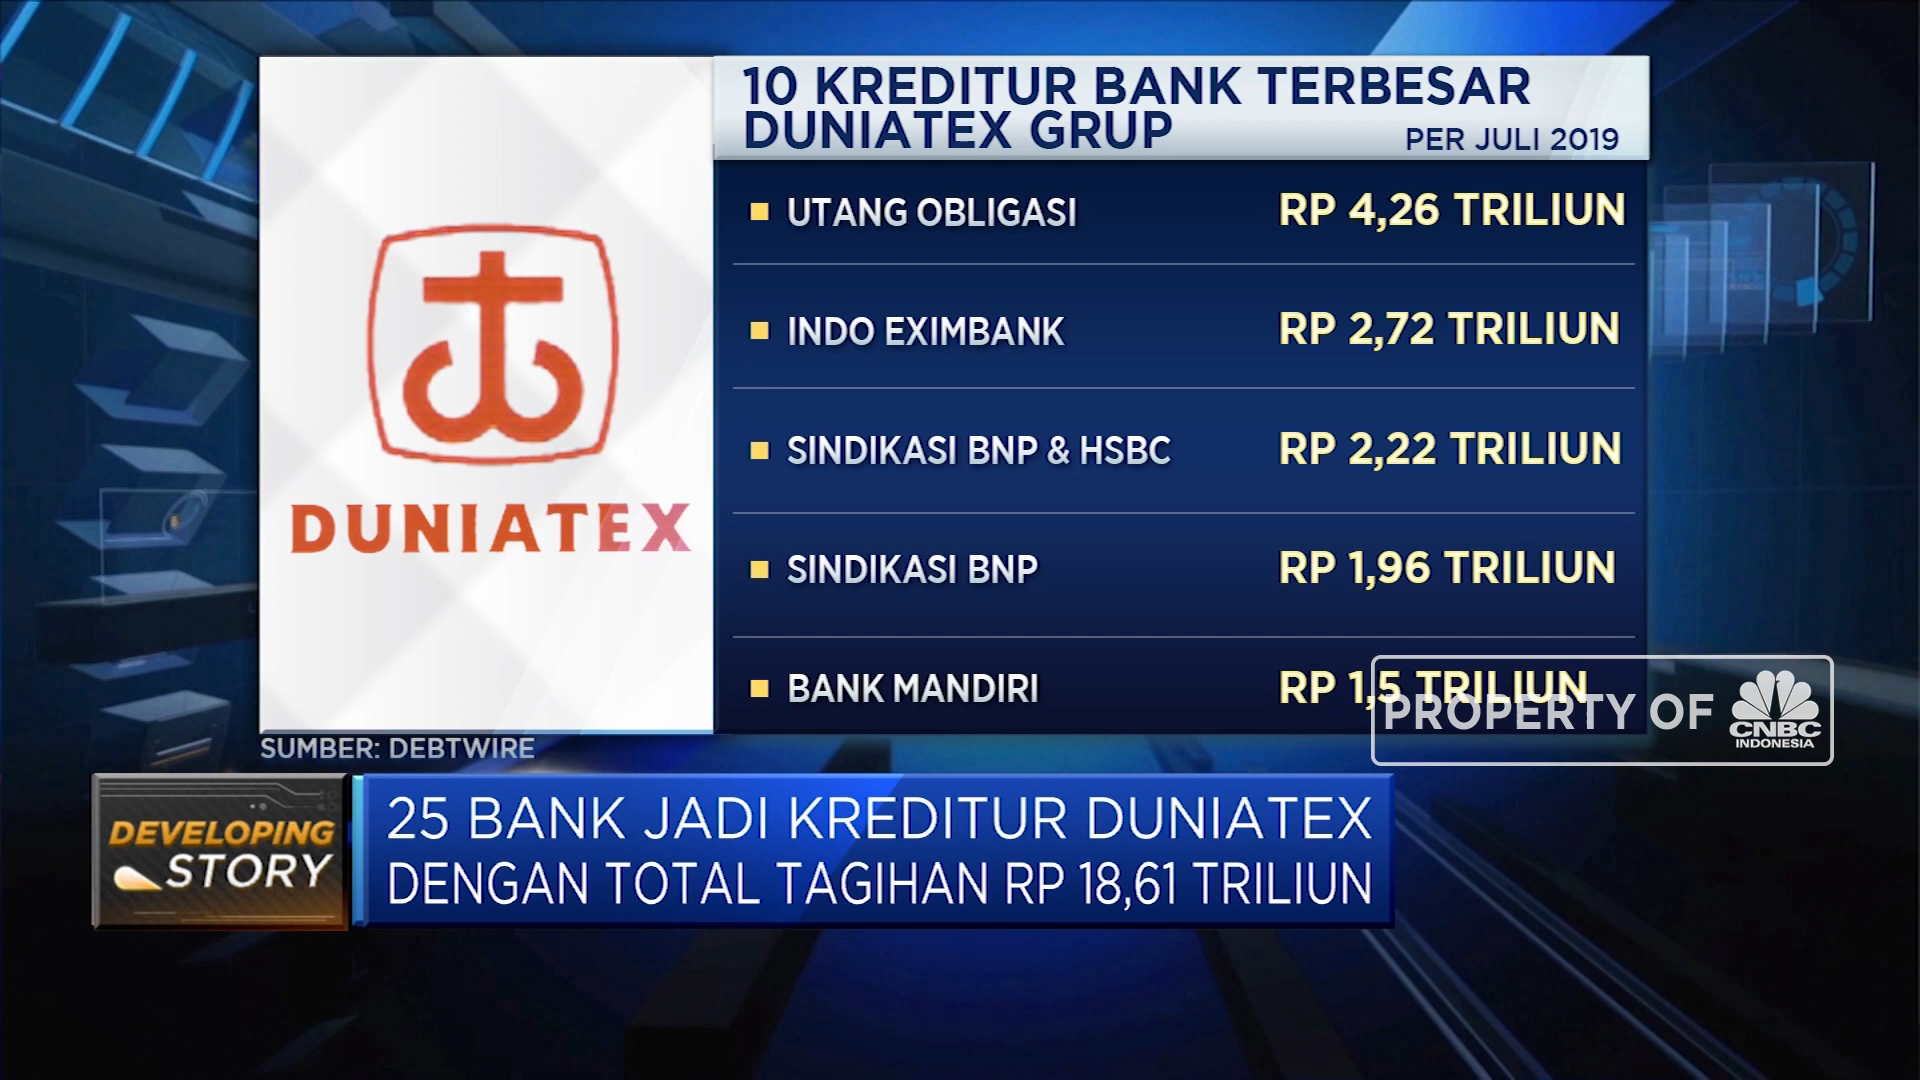 10 KREDITUR BANK TERBESAR
DUNIATEX GRUP
PER JULI 2019
UTANG OBLIGASI RP 4,26 TRILIUN
INDO EXIMBANK RP 2,72 TRILIUN
SINDIKASI BNP & HSBC RP 2,22 TRILIUN
SINDIKASI BNP RP 1,96 TRILIUN
BANK MANDIRI RP 1,5 TRILIUN
DUNIATEX
PROPERTY OF
CNBC
INDONESIA
SUMBER: DEBTWIRE
DEVELOPING
STORY
25 BANK JADI KREDITUR DUNIATEX
DENGAN TOTAL TAGIHAN RP 18,61 TRILIUN